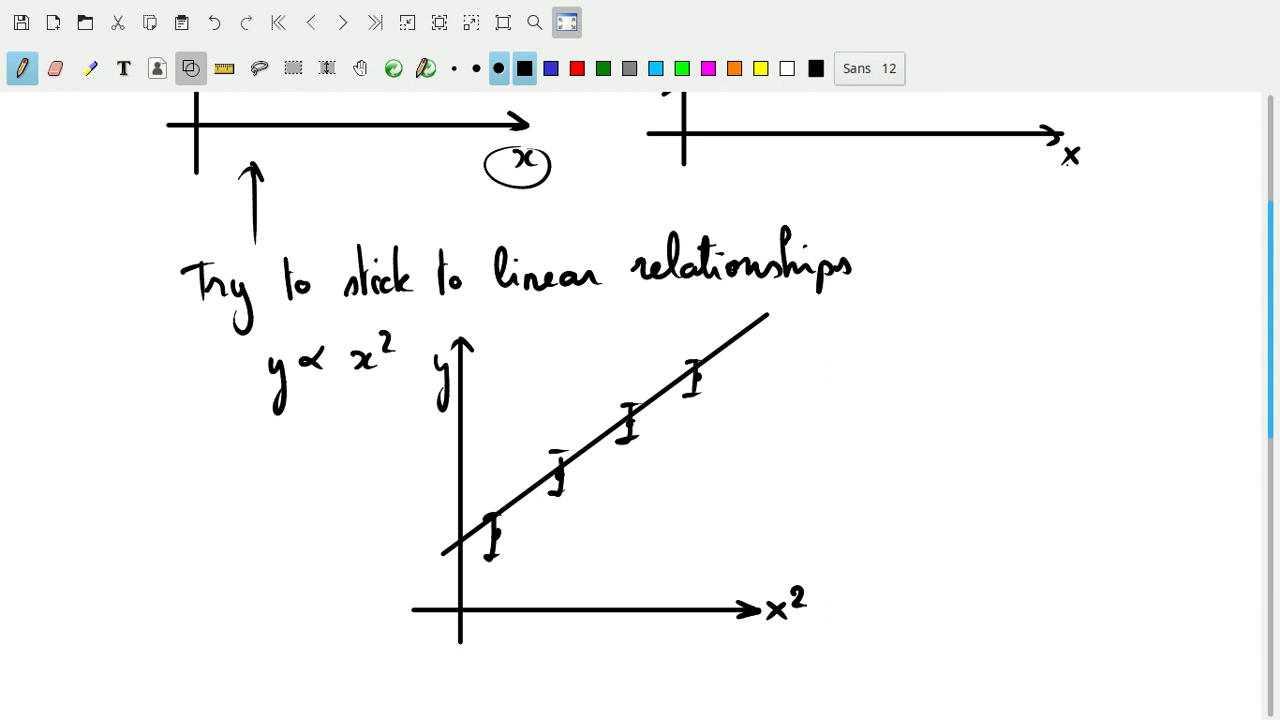 T
Sans 12
x
x
Try to stick to linear relationships
y ∝ x²
y
x²